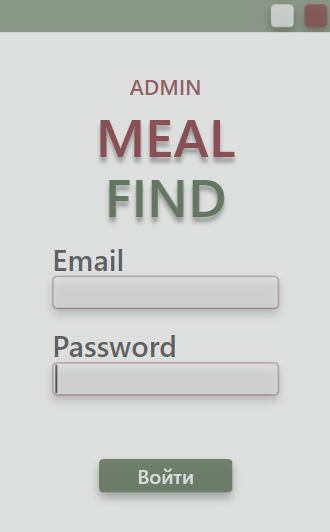 ADMIN
MEAL
FIND
Email
Password
Войти